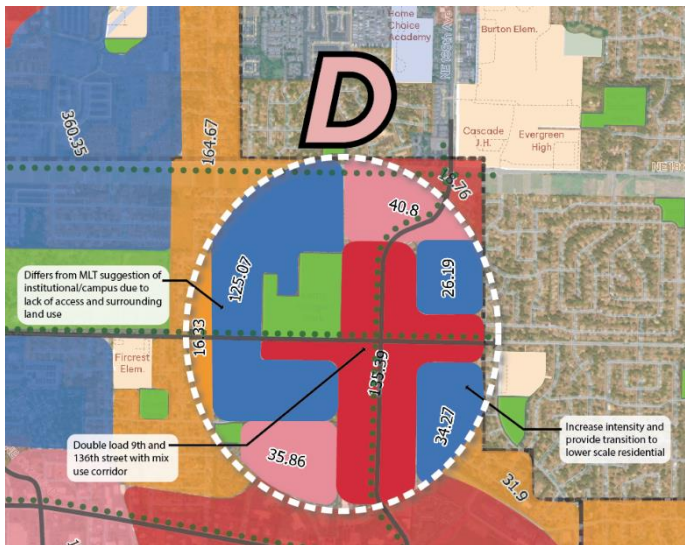 Home
Choice
Academy
Burton Elem.
D
Cascade
J.H.
Evergreen
High
360.35
164.67
40.8
Differs from MLT suggestion of
institutional/campus due to
lack of access and surrounding
land use
125.07
26.19
16.33
Fircrest
Elem.
135.39
Double load 9th and
136th street with mix
use corridor
34.27
Increase intensity and
provide transition to
lower scale residential
35.86
31.9